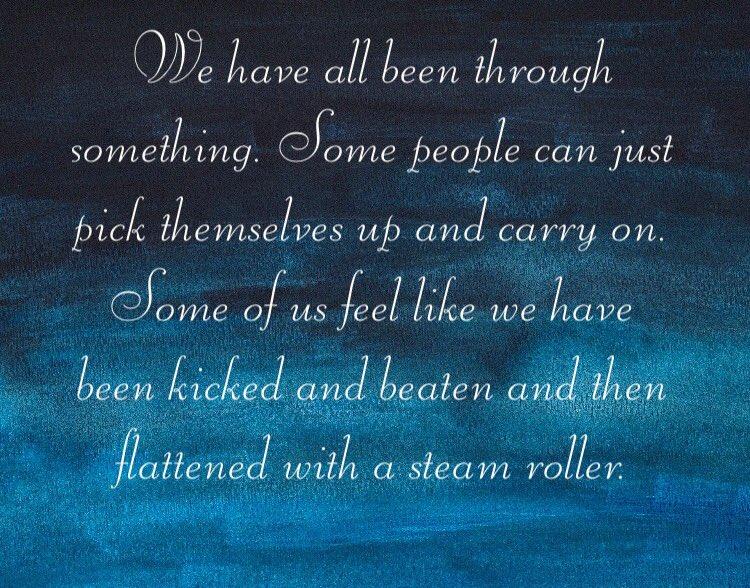 We have all been through
something. Some people can just
pick themselves up and carry on.
Some of us feel like we have
been kicked and beaten and then
flattened with a steam roller.